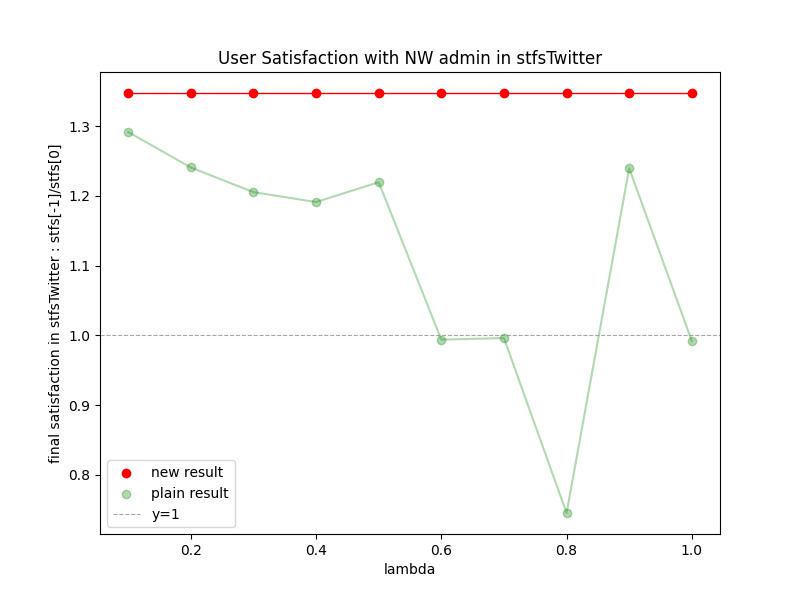 User Satisfaction with NW admin in stfsTwitter
final satisfaction in stfsTwitter : stfs[-1]/stfs[0]
1.3
1.2
1.1
1.0
0.9
0.8
new result
plain result
y=1
0.2 0.4 0.6 0.8 1.0
lambda